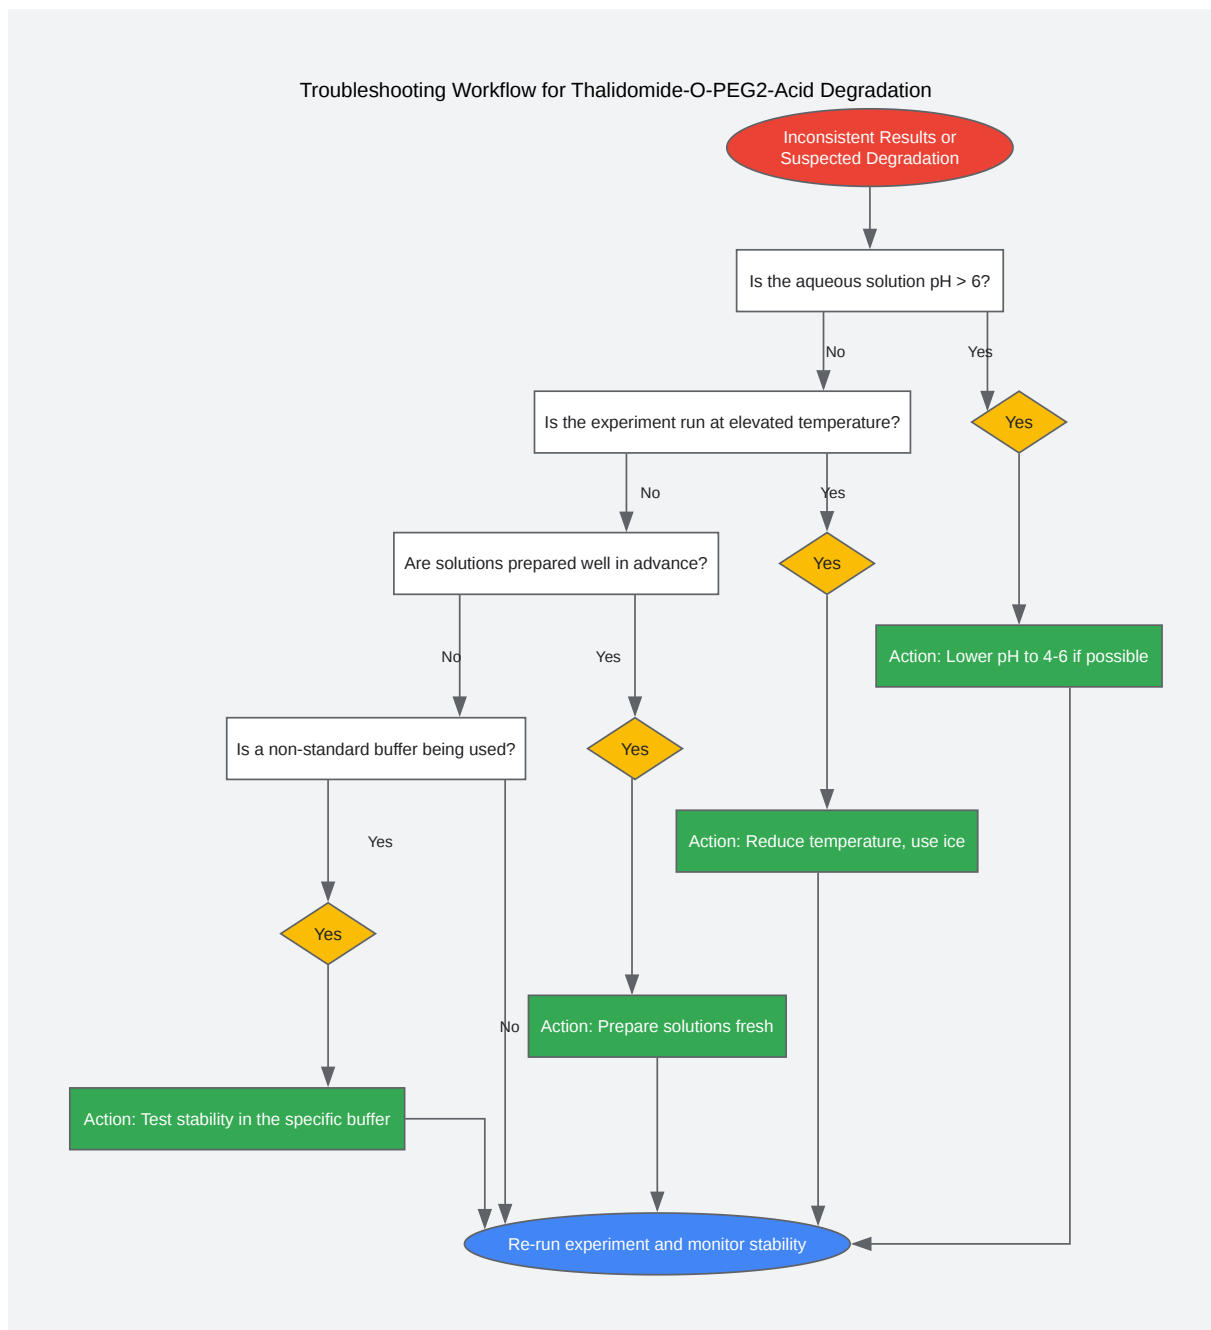 Troubleshooting Workflow for Thalidomide-O-PEG2-Acid Degradation
Inconsistent Results or
Suspected Degradation
Is the aqueous solution pH > 6?
No
Yes
Is the experiment run at elevated temperature?
Yes
No
Yes
Are solutions prepared well in advance?
Yes
No
Yes
Action: Lower pH to 4-6 if possible
Is a non-standard buffer being used?
Yes
Yes
Action: Reduce temperature, use ice
Yes
No
Action: Prepare solutions fresh
Action: Test stability in the specific buffer
Re-run experiment and monitor stability